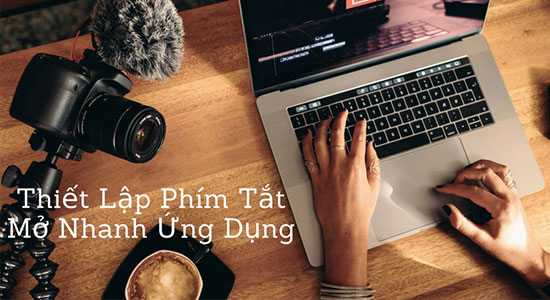 Thiết Lập Phím Tắt
Mở Nhanh Ứng Dụng